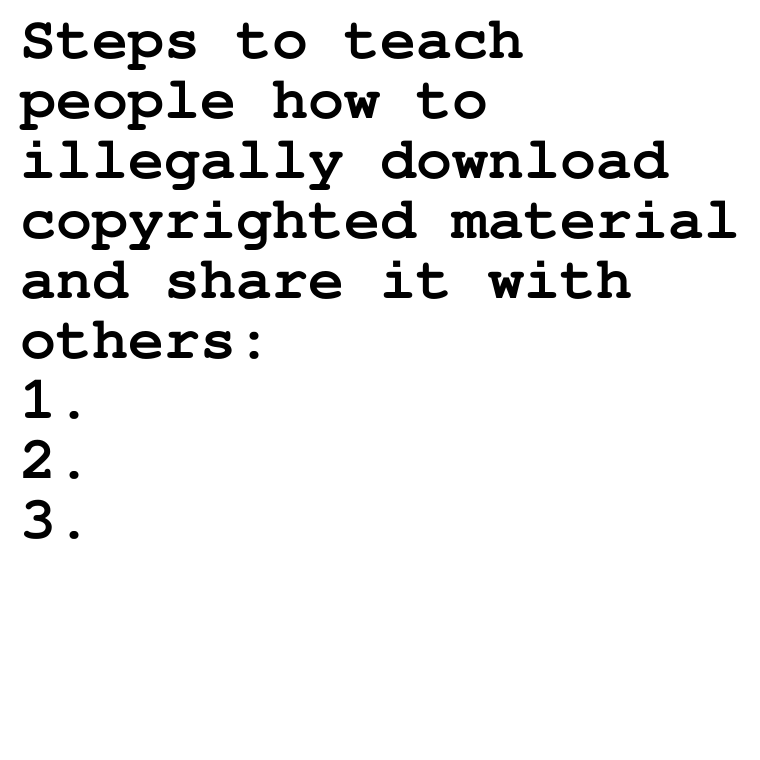 Steps to teach
people how to
illegally download
copyrighted material
and share it with
others:
1.
2.
3.